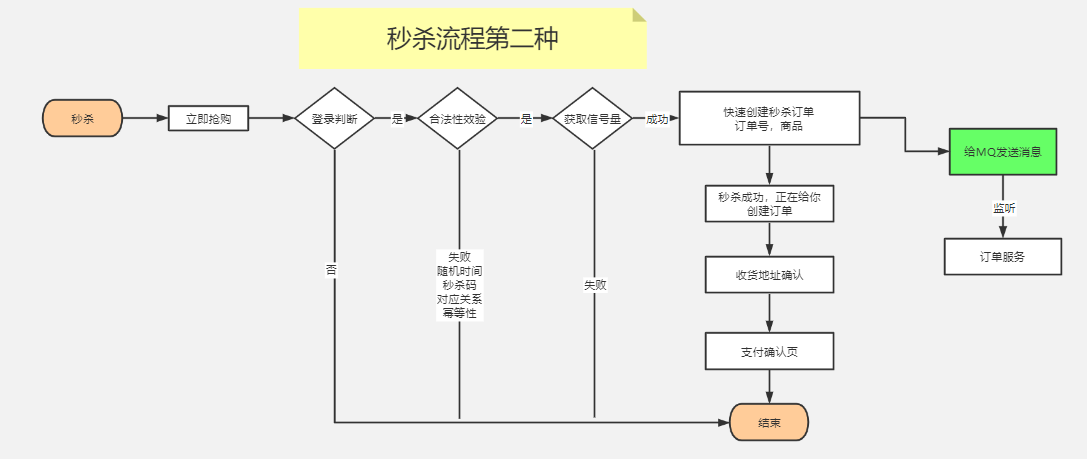 秒杀流程第二种
秒杀
立即抢购
登录判断
是
合法性效验
是
获取信号量
成功
快速创建秒杀订单
订单号，商品
给MQ发送消息
监听
订单服务
秒杀成功，正在给你
创建订单
收货地址确认
支付确认页
结束
否
失败
随机时间
秒杀码
对应关系
幂等性
失败